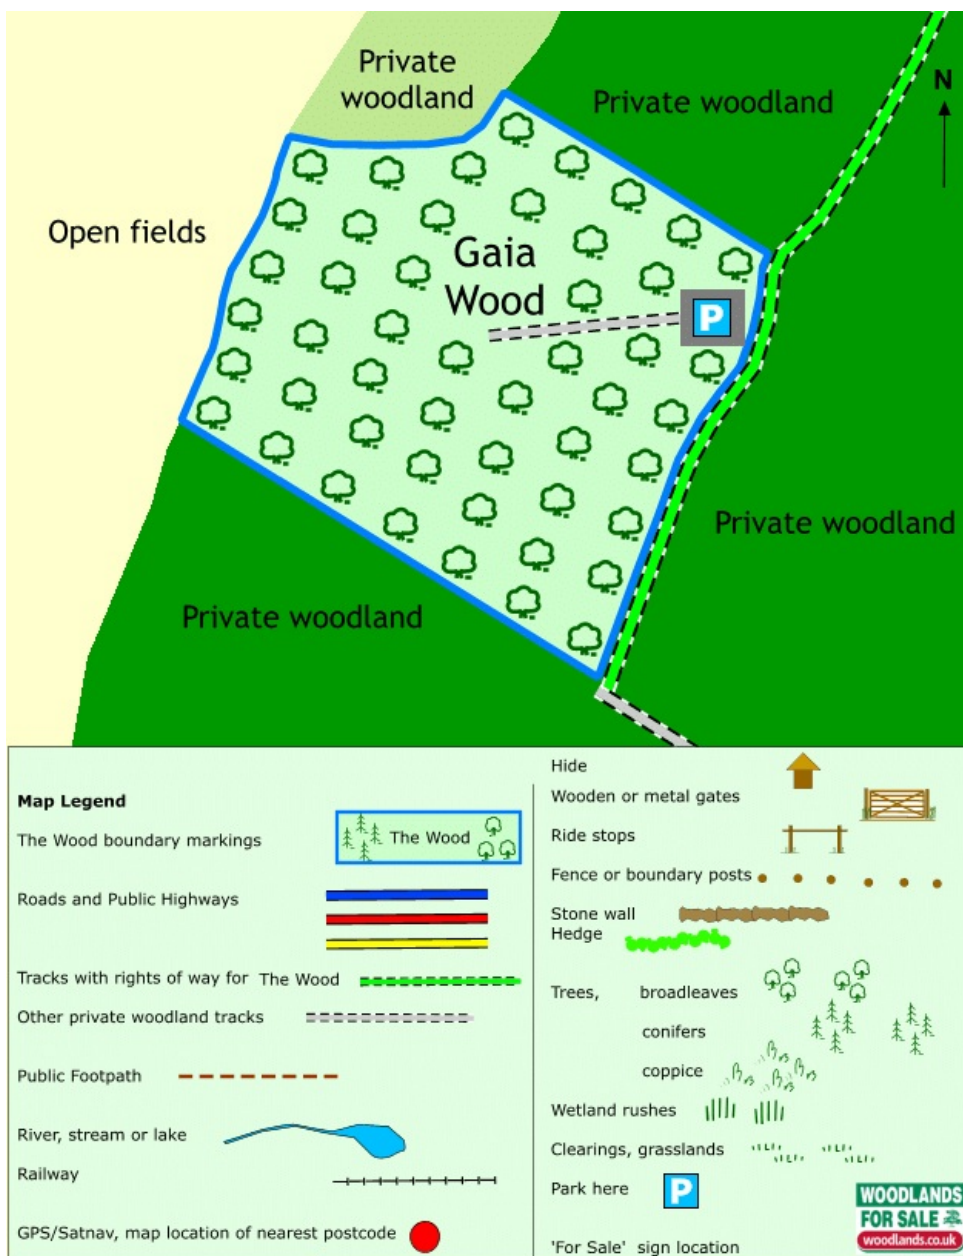 Private
woodland
Private woodland
N
Open fields
Gaia
Wood
P
Private woodland
Private woodland
Map Legend
The Wood boundary markings
The Wood
Roads and Public Highways
Tracks with rights of way for The Wood
Other private woodland tracks
Public Footpath
River, stream or lake
Railway
GPS/Satnav, map location of nearest postcode
Hide
Wooden or metal gates
Ride stops
Fence or boundary posts
Stone wall
Hedge
Trees, broadleaves
conifers
coppice
Wetland rushes
Clearings, grasslands
Park here P
'For Sale' sign location
WOODLANDS
FOR SALE
woodlands.co.uk